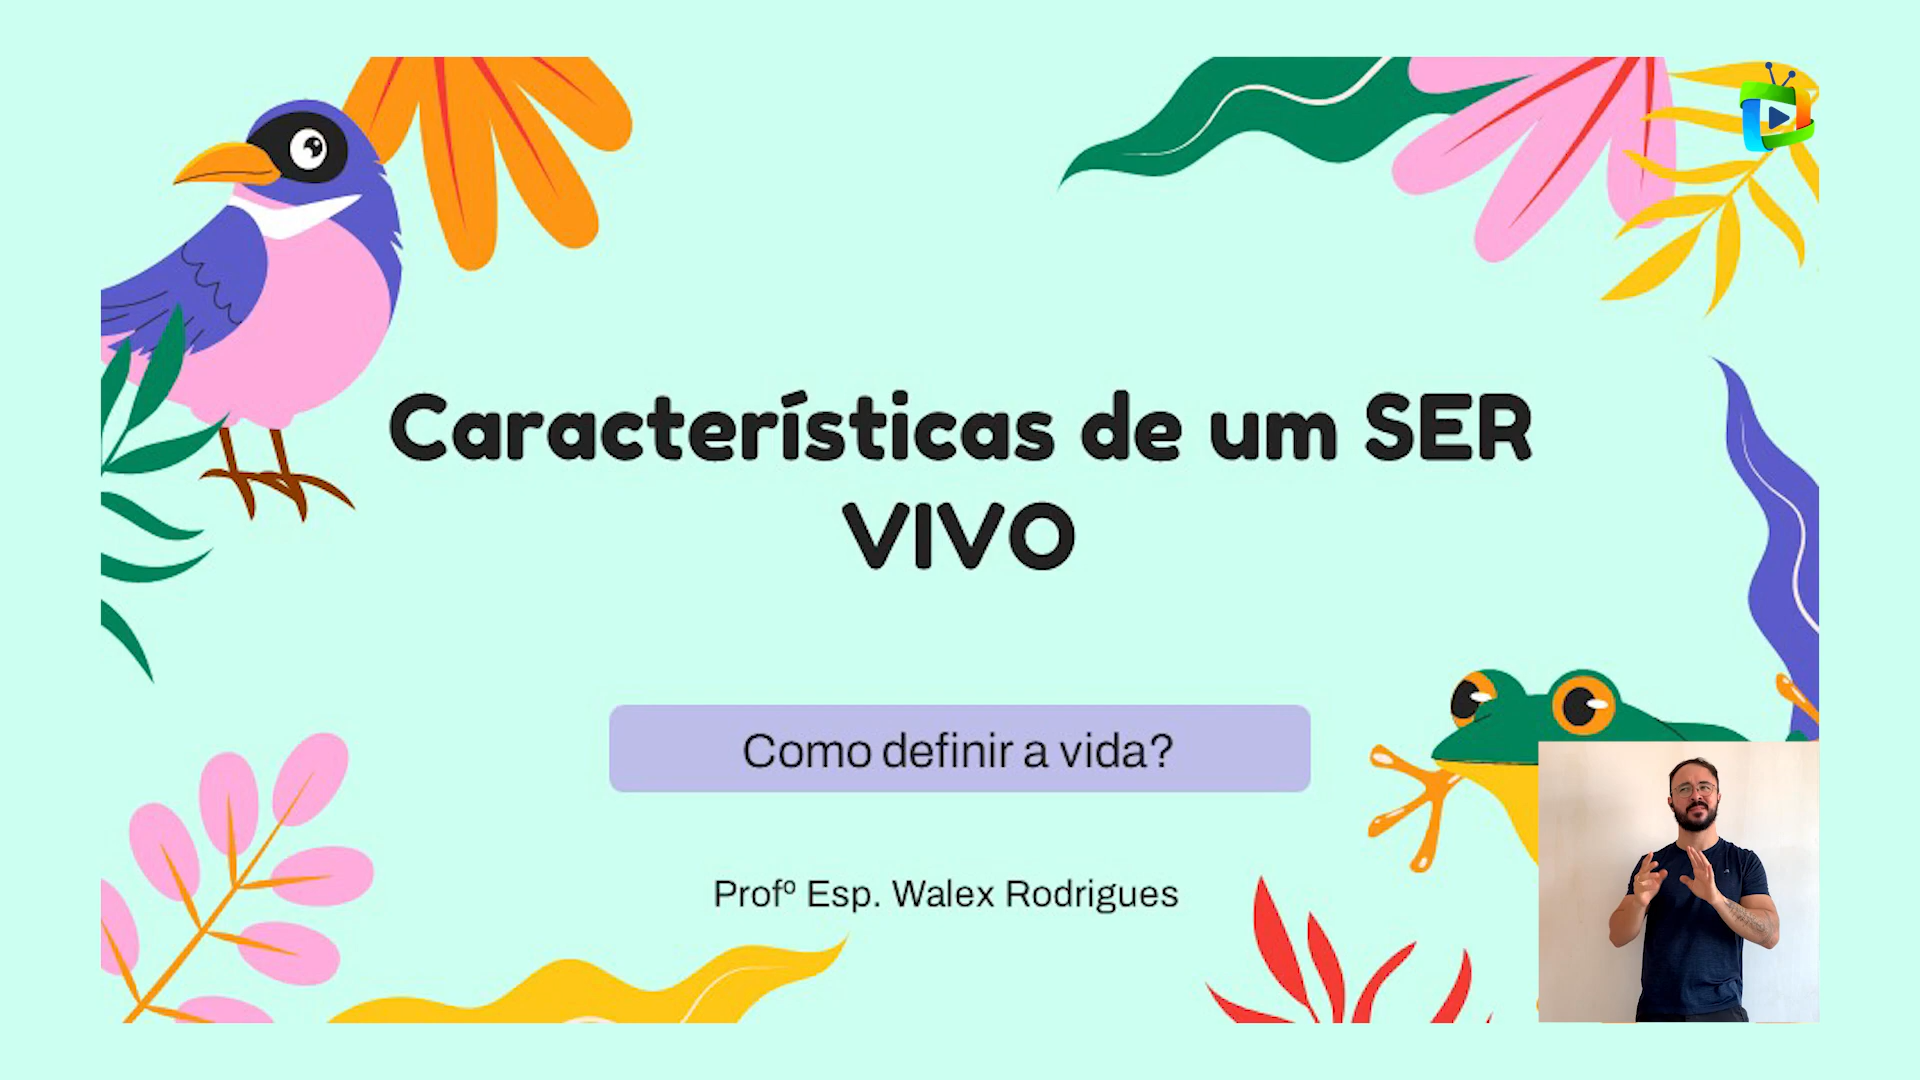 Características de um SER
VIVO
Como definir a vida?
Profº Esp. Walex Rodrigues